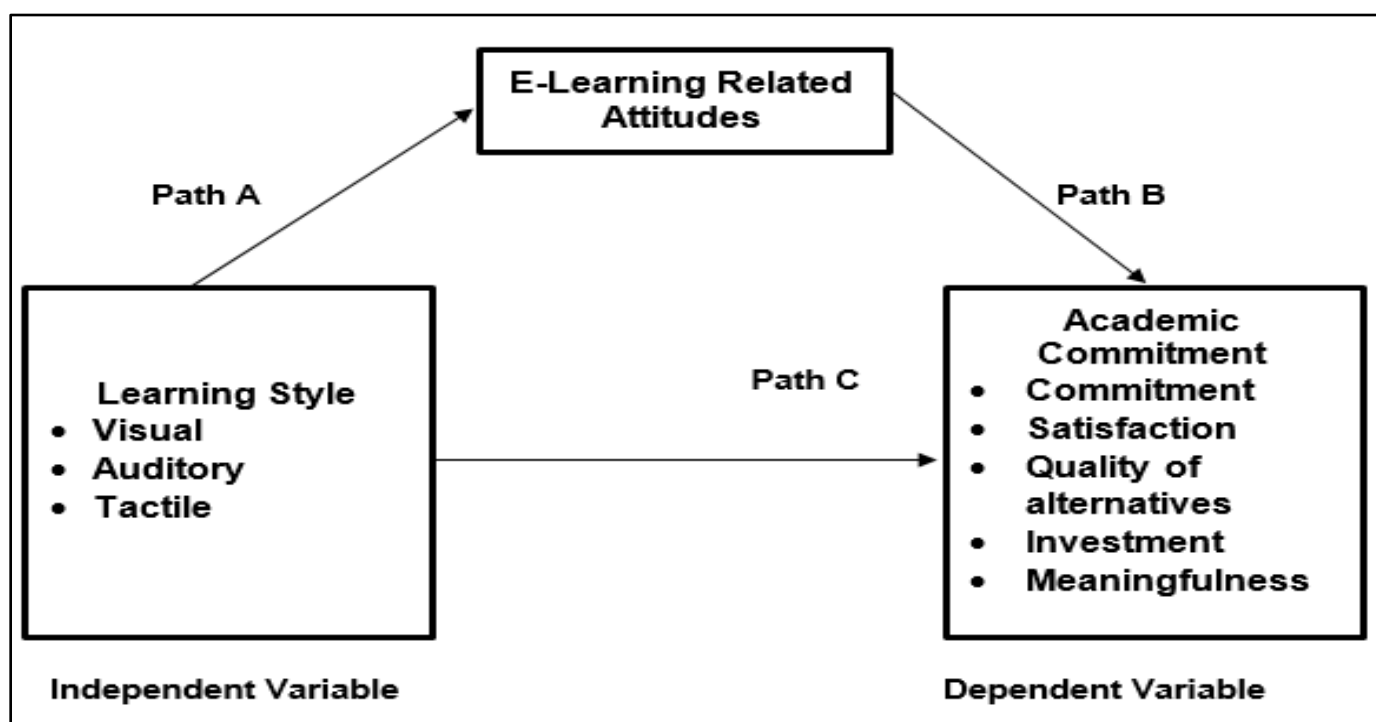 E-Learning Related
Attitudes
Path A
Path B
Learning Style
• Visual
• Auditory
• Tactile
Path C
Academic
Commitment
• Commitment
• Satisfaction
• Quality of
alternatives
• Investment
• Meaningfulness
Independent Variable
Dependent Variable